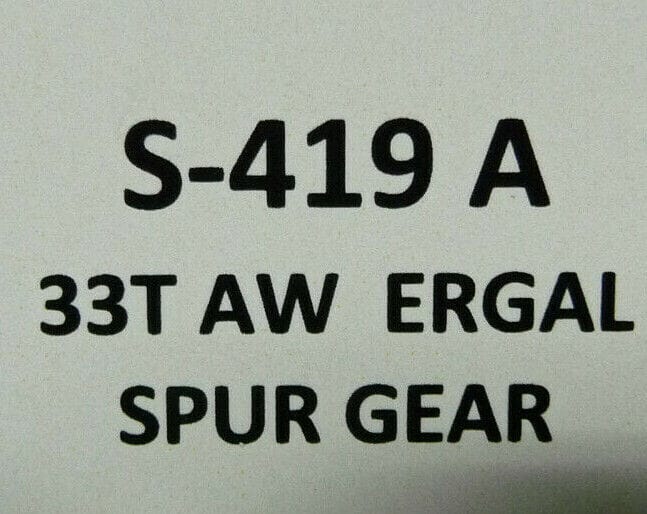 S-419 A
33T AW ERGAL
SPUR GEAR